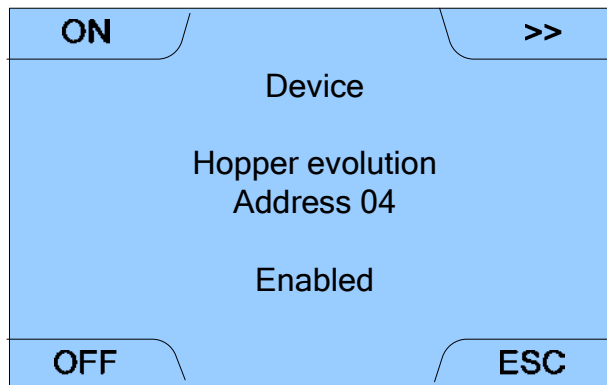 ON
>>
Device
Hopper evolution
Address 04
Enabled
OFF
ESC